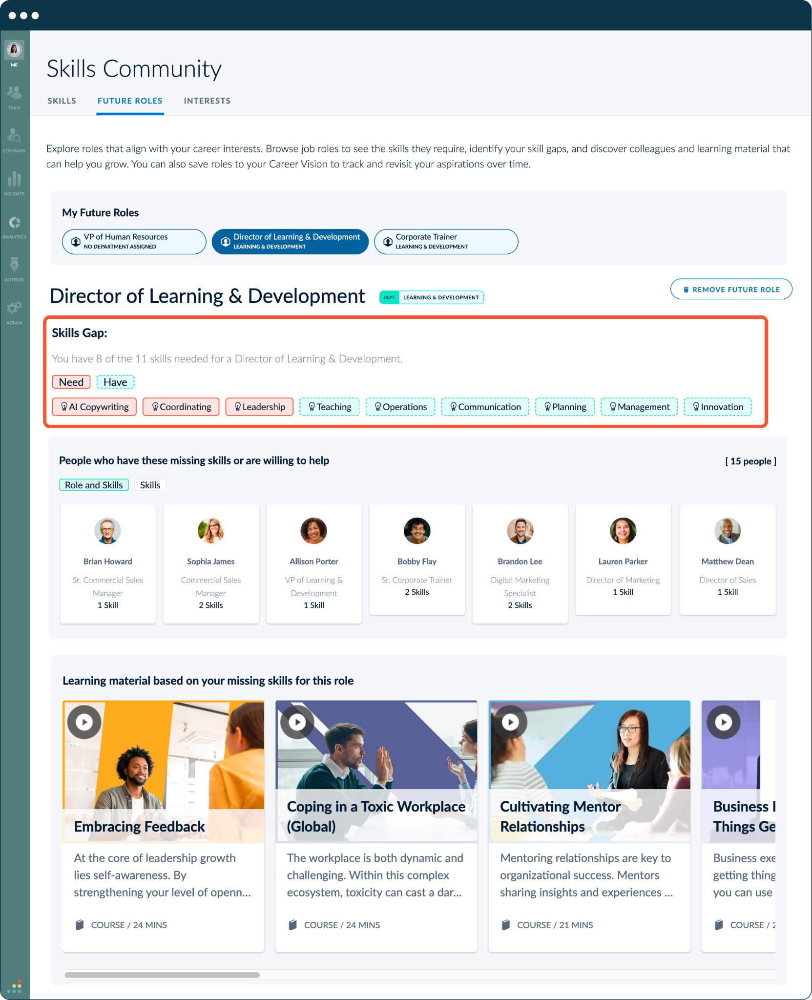 ME
TEAM
COMPANY
INSIGHTS
ANALYTICS
AUTHOR
ADMIN
Skills Community
SKILLS
FUTURE ROLES
INTERESTS
Explore roles that align with your career interests. Browse job roles to see the skills they require, identify your skill gaps, and discover colleagues and learning material that
can help you grow. You can also save roles to your Career Vision to track and revisit your aspirations over time.
My Future Roles
VP of Human Resources
NO DEPARTMENT ASSIGNED
Director of Learning & Development
LEARNING & DEVELOPMENT
Corporate Trainer
LEARNING & DEVELOPMENT
Director of Learning & Development
DEPT: LEARNING & DEVELOPMENT
REMOVE FUTURE ROLE
Skills Gap:
You have 8 of the 11 skills needed for a Director of Learning & Development.
Need
Have
AI Copywriting
Coordinating
Leadership
Teaching
Operations
Communication
Planning
Management
Innovation
People who have these missing skills or are willing to help
[ 15 people ]
Role and Skills
Skills
Brian Howard
Sr. Commercial Sales
Manager
1 Skill
Sophia James
Commercial Sales
Manager
2 Skills
Allison Porter
VP of Learning &
Development
1 Skill
Bobby Flay
Sr. Corporate Trainer
2 Skills
Brandon Lee
Digital Marketing
Specialist
2 Skills
Lauren Parker
Director of Marketing
1 Skill
Matthew Dean
Director of Sales
1 Skill
Learning material based on your missing skills for this role
Embracing Feedback
At the core of leadership growth
lies self-awareness. By
strengthening your level of openn...
COURSE / 24 MINS
Coping in a Toxic Workplace
(Global)
The workplace is both dynamic and
challenging. Within this complex
ecosystem, toxicity can cast a dar...
COURSE / 24 MINS
Cultivating Mentor
Relationships
Mentoring relationships are key to
organizational success. Mentors
sharing insights and experiences ...
COURSE / 21 MINS
Business
Things Ge
Business exe
getting thing
you can use
COURSE / 2